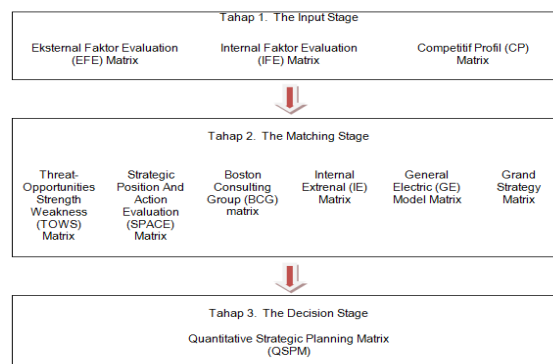 Tahap 1. The Input Stage
Eksternal Faktor Evaluation
(EFE) Matrix
Internal Faktor Evaluation
(IFE) Matrix
Competitif Profil (CP)
Matrix
Tahap 2. The Matching Stage
Threat-
Opportunities
Strength
Weakness
(TOWS)
Matrix
Strategic
Position And
Action
Evaluation
(SPACE)
Matrix
Boston
Consulting
Group (BCG)
matrix
Internal
Extrenal (IE)
Matrix
General
Electric (GE)
Model Matrix
Grand
Strategy
Matrix
Tahap 3. The Decision Stage
Quantitative Strategic Planning Matrix
(QSPM)